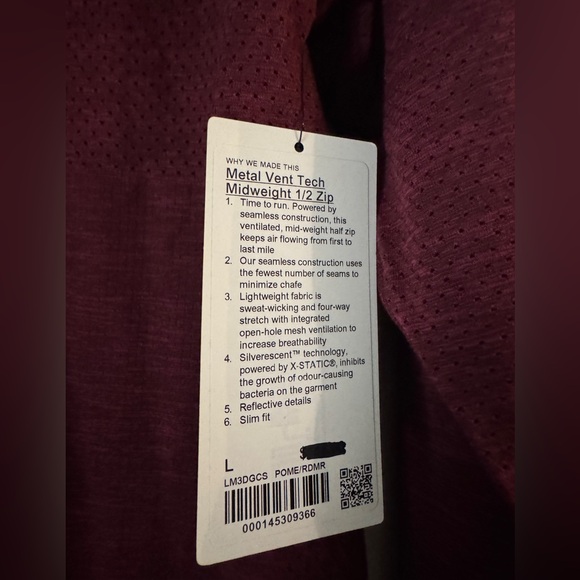 WHY WE MADE THIS
Metal Vent Tech
Midweight 1/2 Zip
1. Time to run. Powered by
seamless construction, this
ventilated, mid-weight half zip
keeps air flowing from first to
last mile
2. Our seamless construction uses
the fewest number of seams to
minimize chafe
3. Lightweight fabric is
sweat-wicking and four-way
stretch with integrated
open-hole mesh ventilation to
increase breathability
4. Silverescent™ technology,
powered by X-STATIC®, inhibits
the growth of odour-causing
bacteria on the garment
5. Reflective details
6. Slim fit
L
LM3DGCS POME/RDMR
000145309366